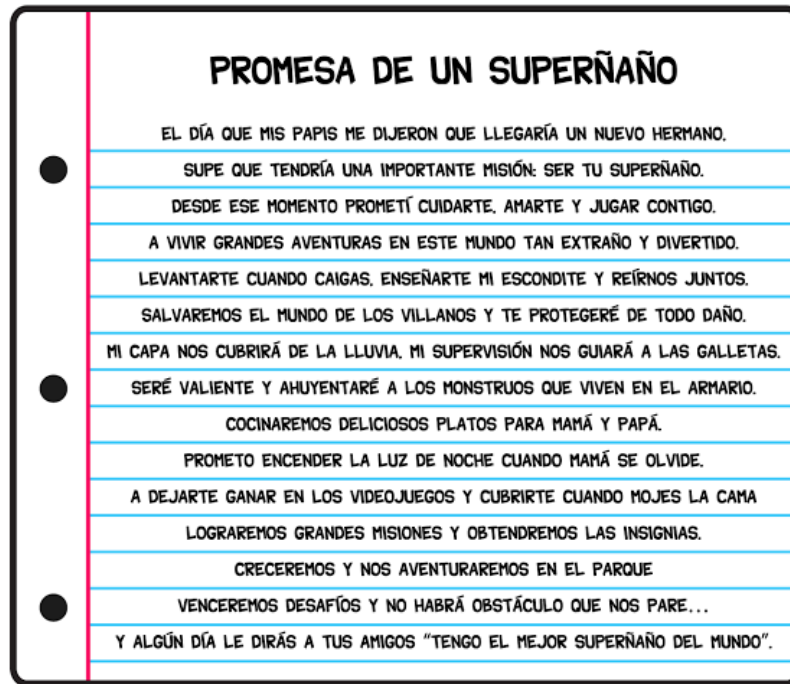 PROMESA DE UN SUPERÑAÑO
EL DÍA QUE MIS PAPIS ME DIJERON QUE LLEGARÍA UN NUEVO HERMANO,
SUPE QUE TENDRÍA UNA IMPORTANTE MISIÓN: SER TU SUPERÑAÑO.
DESDE ESE MOMENTO PROMETÍ CUIDARTE, AMARTE Y JUGAR CONTIGO.
A VIVIR GRANDES AVENTURAS EN ESTE MUNDO TAN EXTRAÑO Y DIVERTIDO.
LEVANTARTE CUANDO CAIGAS, ENSEÑARTE MI ESCONDITE Y REÍRNOS JUNTOS.
SALVAREMOS EL MUNDO DE LOS VILLANOS Y TE PROTEGERÉ DE TODO DAÑO.
MI CAPA NOS CUBRIRÁ DE LA LLUVIA, MI SUPERVISIÓN NOS GUIARÁ A LAS GALLETAS.
SERÉ VALIENTE Y AHUYENTARÉ A LOS MONSTRUOS QUE VIVEN EN EL ARMARIO.
COCINAREMOS DELICIOSOS PLATOS PARA MAMÁ Y PAPÁ.
PROMETO ENCENDER LA LUZ DE NOCHE CUANDO MAMÁ SE OLVIDE.
A DEJARTE GANAR EN LOS VIDEOJUEGOS Y CUBRIRTE CUANDO MOJES LA CAMA
LOGRAREMOS GRANDES MISIONES Y OBTENDREMOS LAS INSIGNIAS.
CRECEREMOS Y NOS AVENTURAREMOS EN EL PARQUE
VENCEREMOS DESAFÍOS Y NO HABRÁ OBSTÁCULO QUE NOS PARE...
Y ALGÚN DÍA LE DIRÁS A TUS AMIGOS "TENGO EL MEJOR SUPERÑAÑO DEL MUNDO".